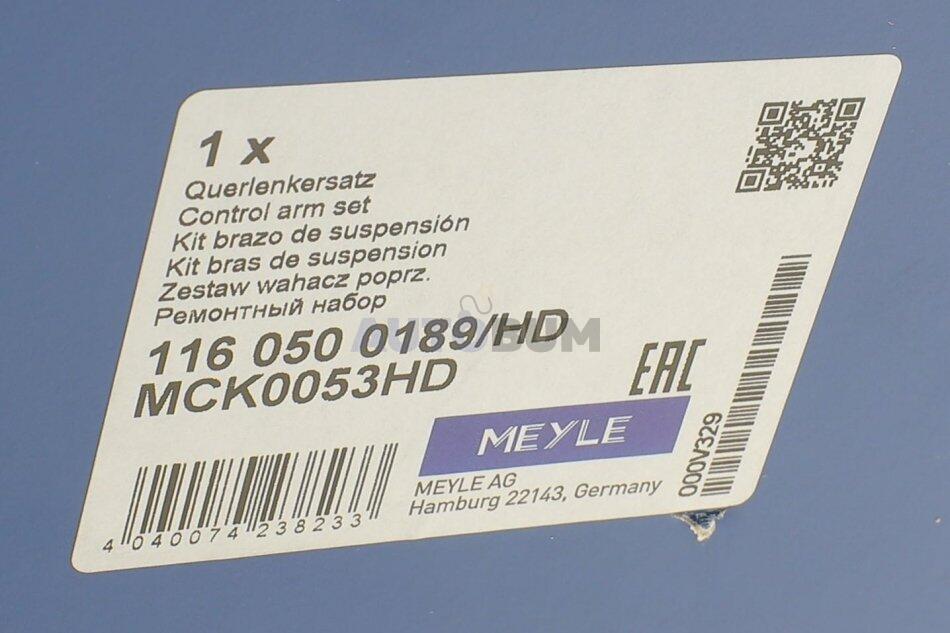 1 x
Querlenkersatz
Control arm set
Kit brazo de suspensión
Kit bras de suspension
Zestaw wahacz poprz.
Ремонтный набор
116 050 0189/HD
MCK0053HD
AUTOBUM
EAC
MEYLE
MEYLE AG
Hamburg 22143, Germany
4 040074 238233
000V329